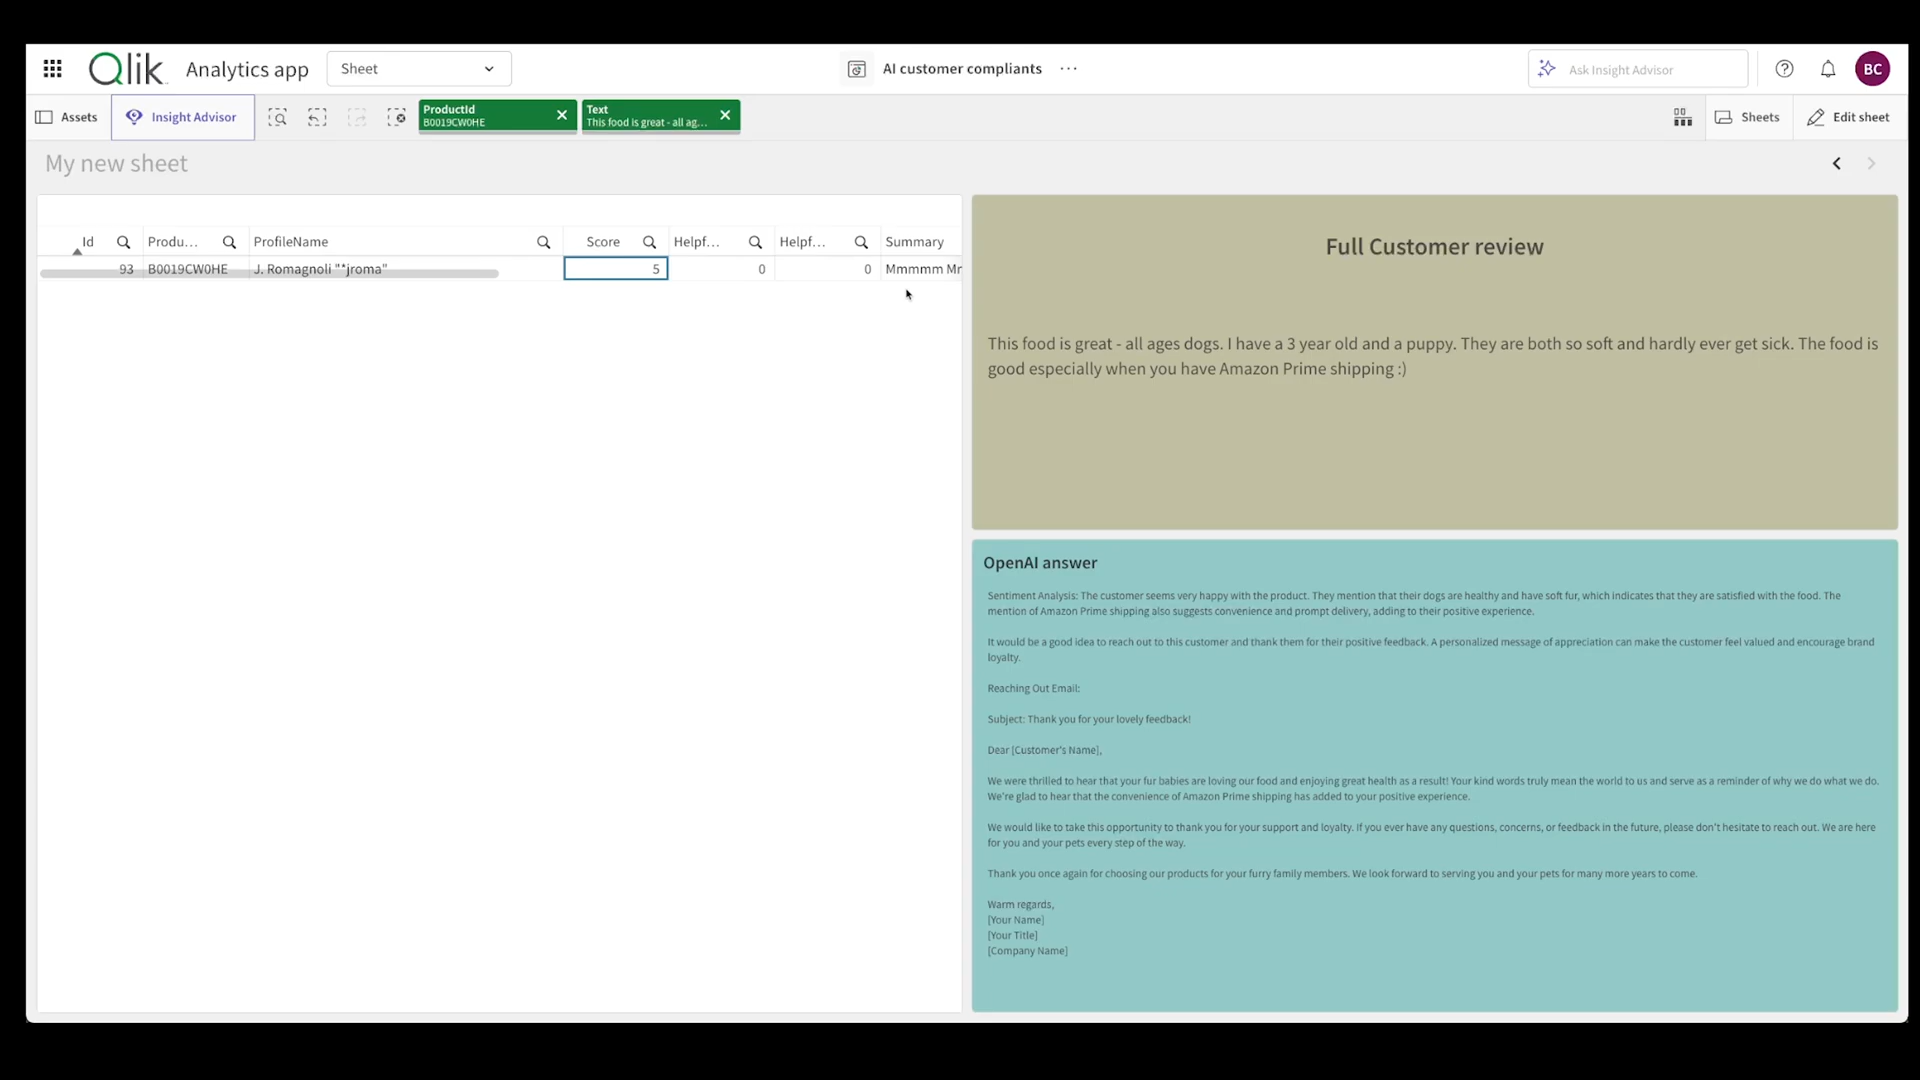 Qlik Analytics app Sheet AI customer compliants ... Ask Insight Advisor BC
Assets Insight Advisor ProductId Text Sheets Edit sheet
B0019CW0HE This food is great - all ag...
My new sheet
Id Produ... ProfileName Score Helpf... Helpf... Summary
93 B0019CW0HE J. Romagnoli "*jroma" 5 0 0 Mmmmm Mr
Full Customer review
This food is great - all ages dogs. I have a 3 year old and a puppy. They are both so soft and hardly ever get sick. The food is
good especially when you have Amazon Prime shipping :)
OpenAI answer
Sentiment Analysis: The customer seems very happy with the product. They mention that their dogs are healthy and have soft fur, which indicates that they are satisfied with the food. The
mention of Amazon Prime shipping also suggests convenience and prompt delivery, adding to their positive experience.
It would be a good idea to reach out to this customer and thank them for their positive feedback. A personalized message of appreciation can make the customer feel valued and encourage brand
loyalty.
Reaching Out Email:
Subject: Thank you for your lovely feedback!
Dear [Customer's Name],
We were thrilled to hear that your fur babies are loving our food and enjoying great health as a result! Your kind words truly mean the world to us and serve as a reminder of why we do what we do.
We're glad to hear that the convenience of Amazon Prime shipping has added to your positive experience.
We would like to take this opportunity to thank you for your support and loyalty. If you ever have any questions, concerns, or feedback in the future, please don't hesitate to reach out. We are here
for you and your pets every step of the way.
Thank you once again for choosing our products for your furry family members. We look forward to serving you and your pets for many more years to come.
Warm regards,
[Your Name]
[Your Title]
[Company Name]